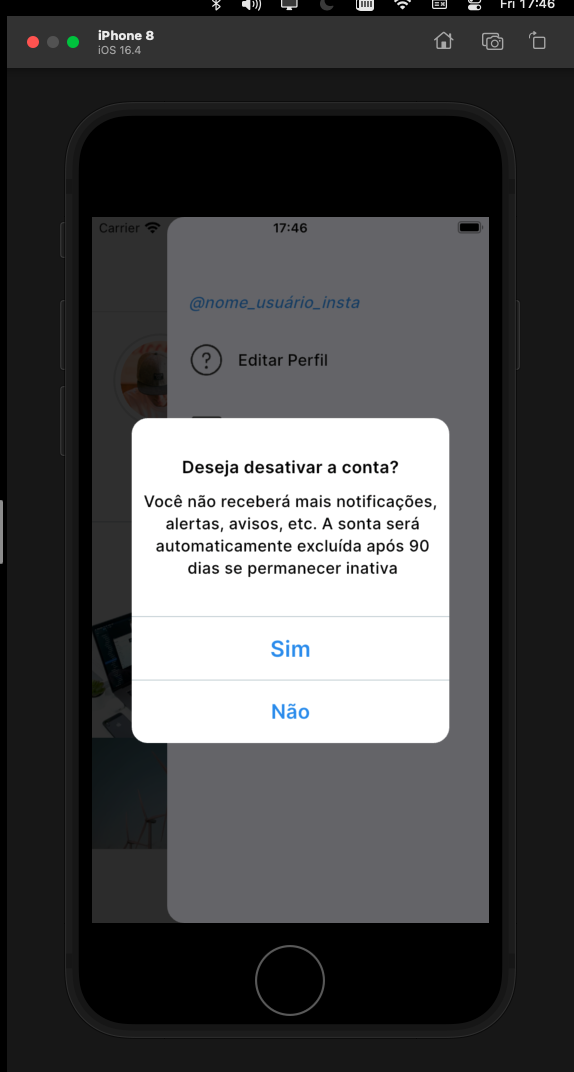 Fri 17:46
iPhone 8
iOS 16.4
Carrier 17:46
@nome_usuário_insta
Editar Perfil
Deseja desativar a conta?
Você não receberá mais notificações,
alertas, avisos, etc. A sonta será
automaticamente excluída após 90
dias se permanecer inativa
Sim
Não